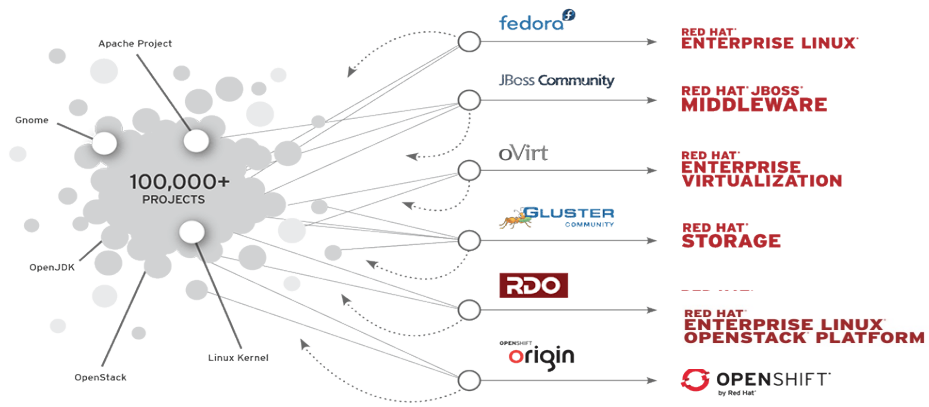 Apache Project
Gnome
100,000+
PROJECTS
OpenJDK
OpenStack
Linux Kernel
fedora
RED HAT
ENTERPRISE LINUX
JBoss Community
RED HAT JBOSS
MIDDLEWARE
oVirt
RED HAT
ENTERPRISE
VIRTUALIZATION
GLUSTER
COMMUNITY
RED HAT
STORAGE
RDO
RED HAT
ENTERPRISE LINUX
OPENSTACK PLATFORM
OPENSHIFT
origin
OPENSHIFT
by Red Hat